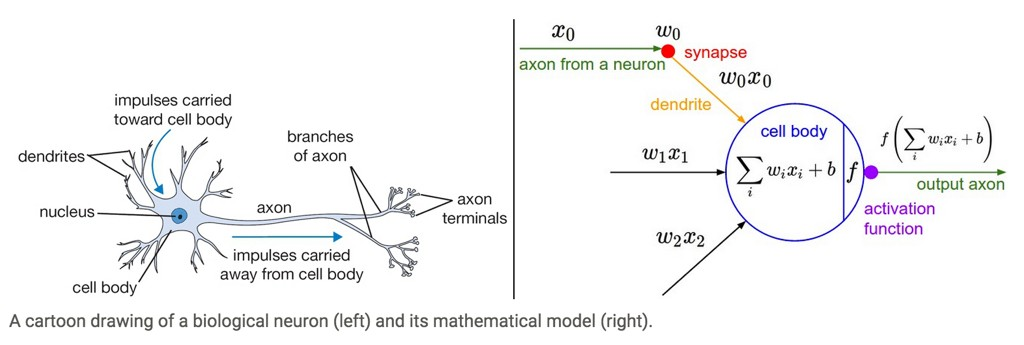 impulses carried
toward cell body
dendrites
nucleus
cell body
axon
impulses carried
away from cell body
branches
of axon
axon
terminals
x₀
w₀
synapse
axon from a neuron
w₀x₀
dendrite
cell body
w₁x₁
∑ᵢ wᵢxᵢ + b
f
w₂x₂
f(∑ᵢ wᵢxᵢ + b)
output axon
activation
function
A cartoon drawing of a biological neuron (left) and its mathematical model (right).